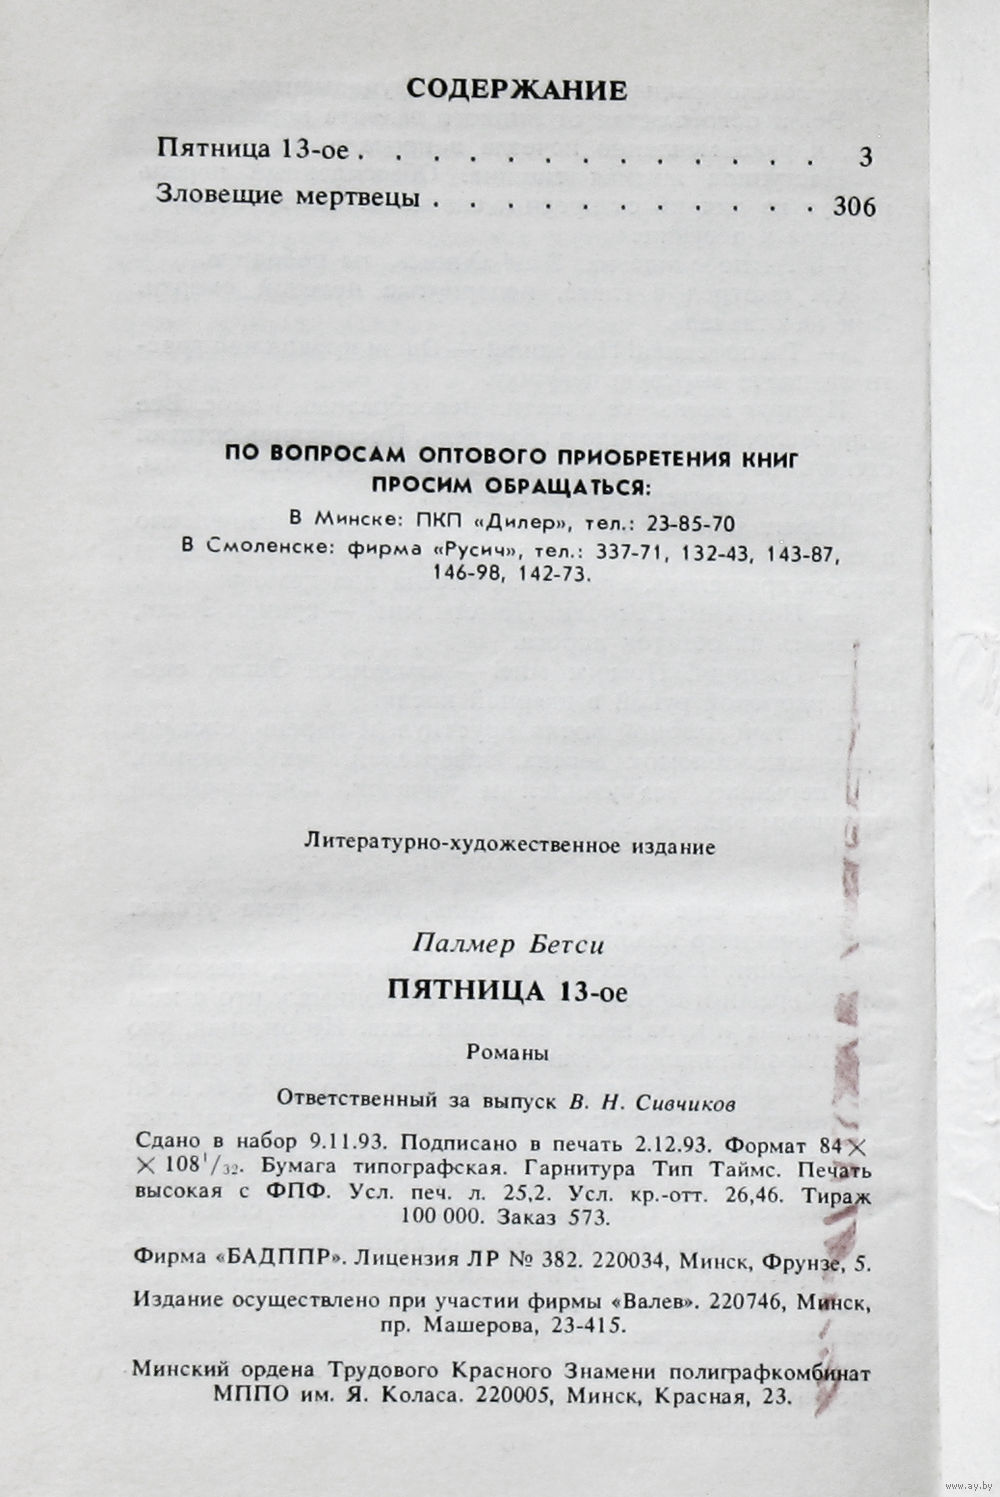 СОДЕРЖАНИЕ
Пятница 13-ое . . . . . . . . . . . . . . 3
Зловещие мертвецы . . . . . . . . . . . 306
ПО ВОПРОСАМ ОПТОВОГО ПРИОБРЕТЕНИЯ КНИГ
ПРОСИМ ОБРАЩАТЬСЯ:
В Минске: ПКП «Дилер», тел.: 23-85-70
В Смоленске: фирма «Русич», тел.: 337-71, 132-43, 143-87,
146-98, 142-73.
Литературно-художественное издание
Палмер Бетси
ПЯТНИЦА 13-ое
Романы
Ответственный за выпуск В. Н. Сивчиков
Сдано в набор 9.11.93. Подписано в печать 2.12.93. Формат 84×
×108¹/₃₂. Бумага типографская. Гарнитура Тип Таймс. Печать
высокая с ФПФ. Усл. печ. л. 25,2. Усл. кр.-отт. 26,46. Тираж
100 000. Заказ 573.
Фирма «БАДППР». Лицензия ЛР № 382. 220034, Минск, Фрунзе, 5.
Издание осуществлено при участии фирмы «Валев». 220746, Минск,
пр. Машерова, 23-415.
Минский ордена Трудового Красного Знамени полиграфкомбинат
МППО им. Я. Коласа. 220005, Минск, Красная, 23.
www.ay.by